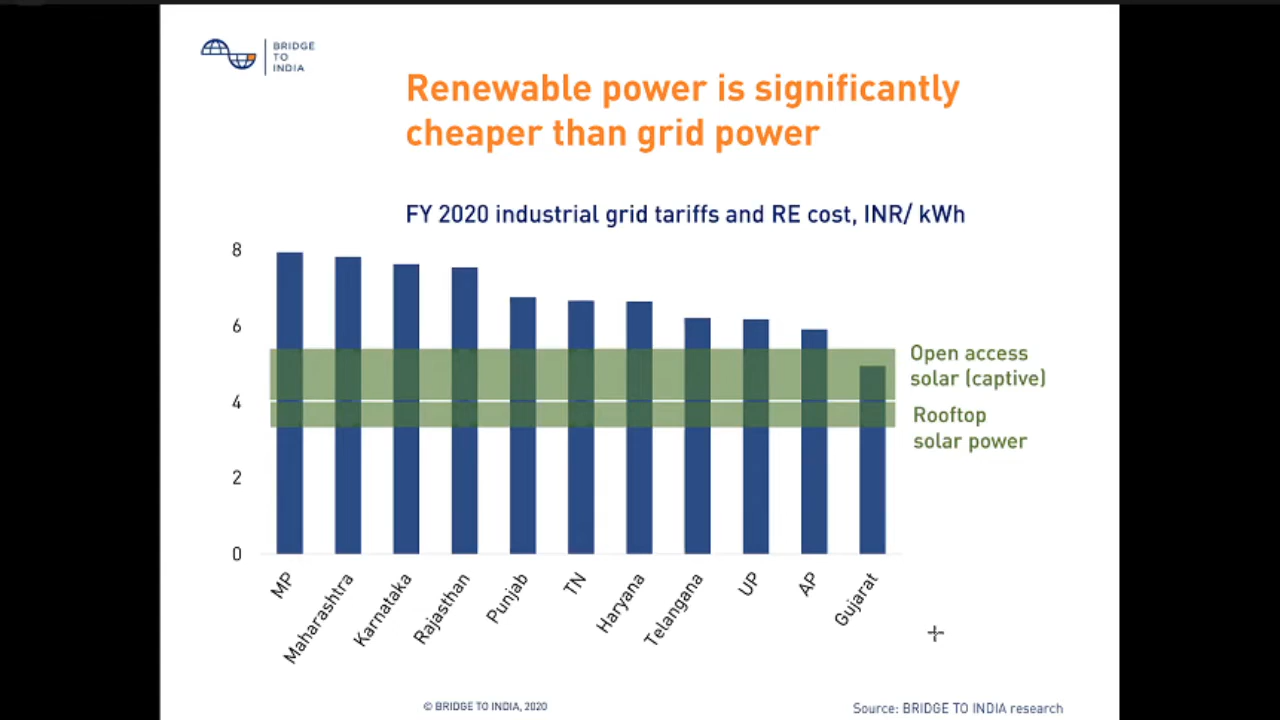 BRIDGE
TO
INDIA
Renewable power is significantly
cheaper than grid power
FY 2020 industrial grid tariffs and RE cost, INR/ kWh
8
6
4
2
0
Open access
solar (captive)
Rooftop
solar power
MP
Maharashtra
Karnataka
Rajasthan
Punjab
TN
Haryana
Telangana
UP
AP
Gujarat
© BRIDGE TO INDIA, 2020
Source: BRIDGE TO INDIA research